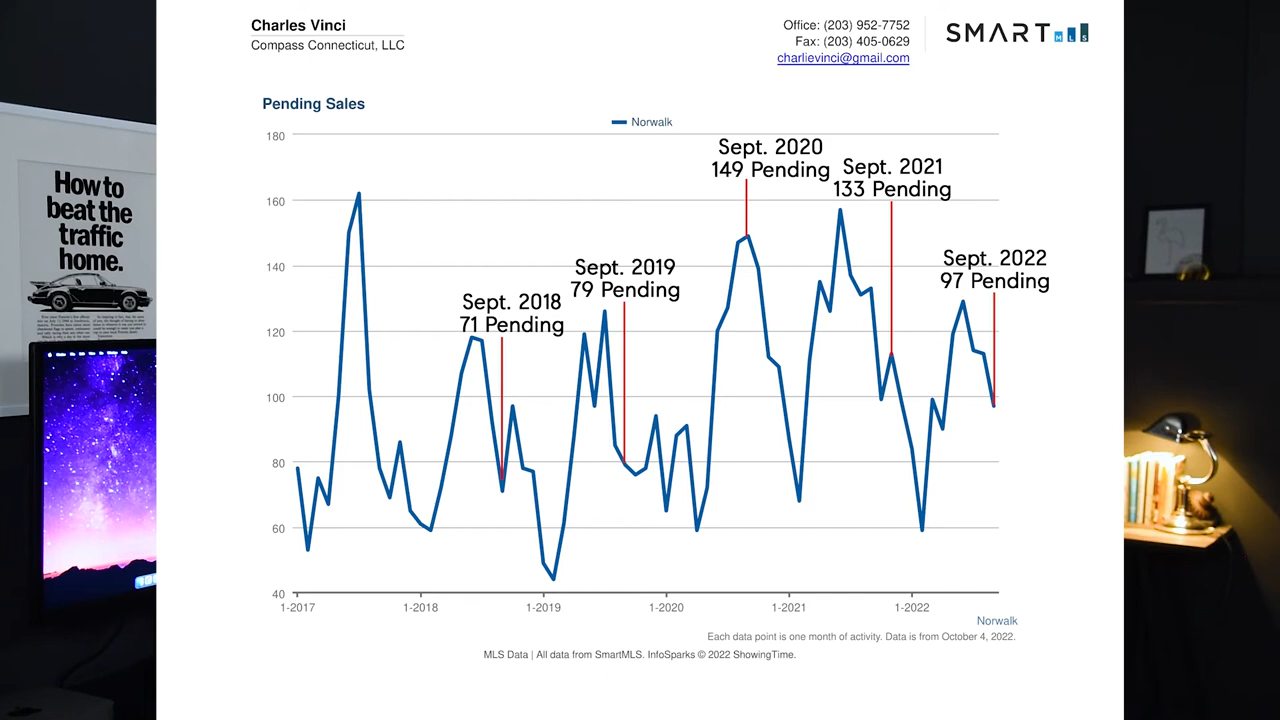 Charles Vinci
Compass Connecticut, LLC
Office: (203) 952-7752
Fax: (203) 405-0629
charlievinci@gmail.com
SMART MLS
Pending Sales
Norwalk
180
160
140
120
100
80
60
40
Sept. 2018
71 Pending
Sept. 2019
79 Pending
Sept. 2020
149 Pending
Sept. 2021
133 Pending
Sept. 2022
97 Pending
1-2017
1-2018
1-2019
1-2020
1-2021
1-2022
Norwalk
Each data point is one month of activity. Data is from October 4, 2022.
MLS Data | All data from SmartMLS. InfoSparks © 2022 ShowingTime.
How to
beat the
traffic
home.